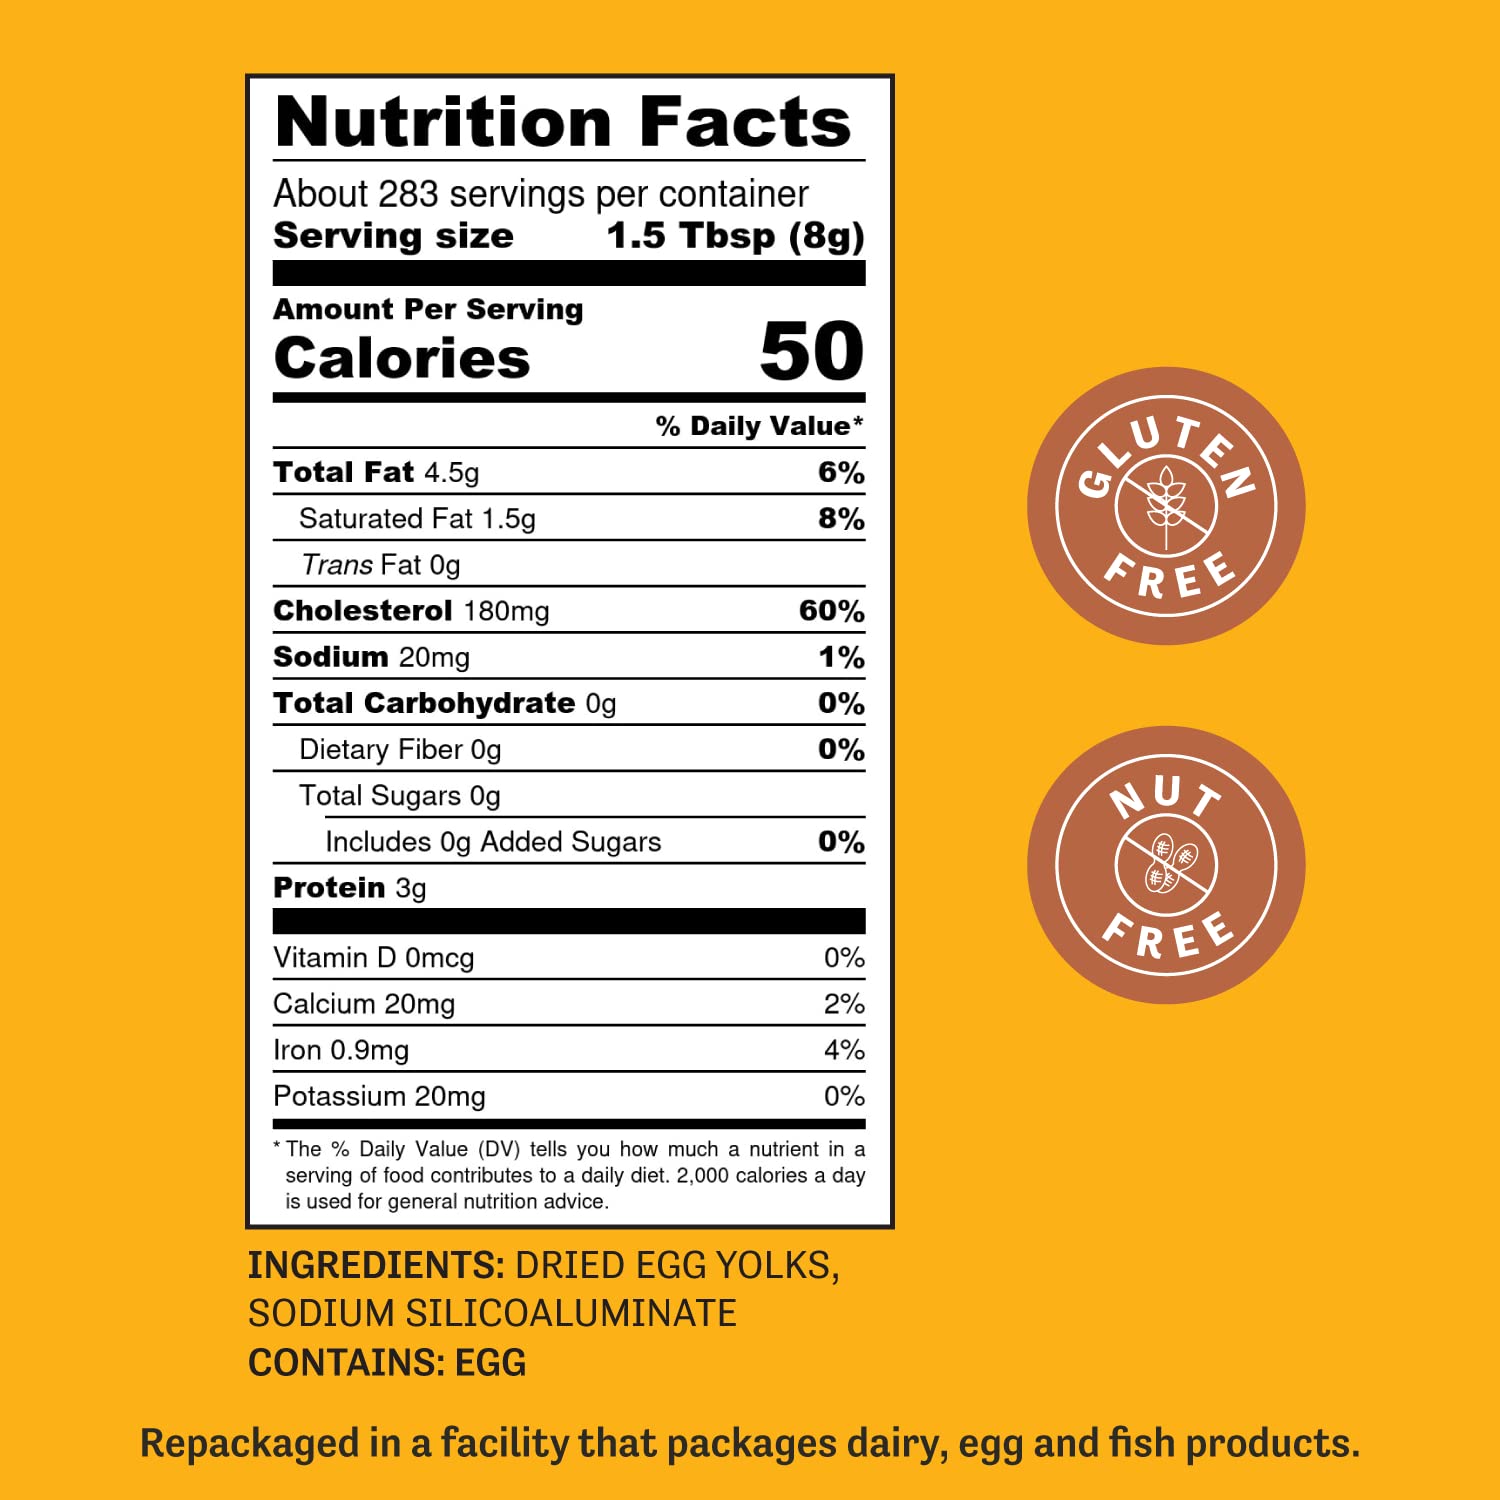 Nutrition Facts
About 283 servings per container
Serving size 1.5 Tbsp (8g)
Amount Per Serving
Calories 50
% Daily Value*
Total Fat 4.5g 6%
Saturated Fat 1.5g 8%
Trans Fat 0g
Cholesterol 180mg 60%
Sodium 20mg 1%
Total Carbohydrate 0g 0%
Dietary Fiber 0g 0%
Total Sugars 0g
Includes 0g Added Sugars 0%
Protein 3g
Vitamin D 0mcg 0%
Calcium 20mg 2%
Iron 0.9mg 4%
Potassium 20mg 0%
* The % Daily Value (DV) tells you how much a nutrient in a
serving of food contributes to a daily diet. 2,000 calories a day
is used for general nutrition advice.
INGREDIENTS: DRIED EGG YOLKS,
SODIUM SILICOALUMINATE
CONTAINS: EGG
GLUTEN
FREE
NUT
FREE
Repackaged in a facility that packages dairy, egg and fish products.